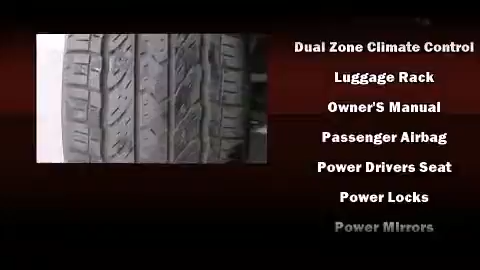 Dual Zone Climate Control
Luggage Rack
Owner'S Manual
Passenger Airbag
Power Drivers Seat
Power Locks
Power Mirrors